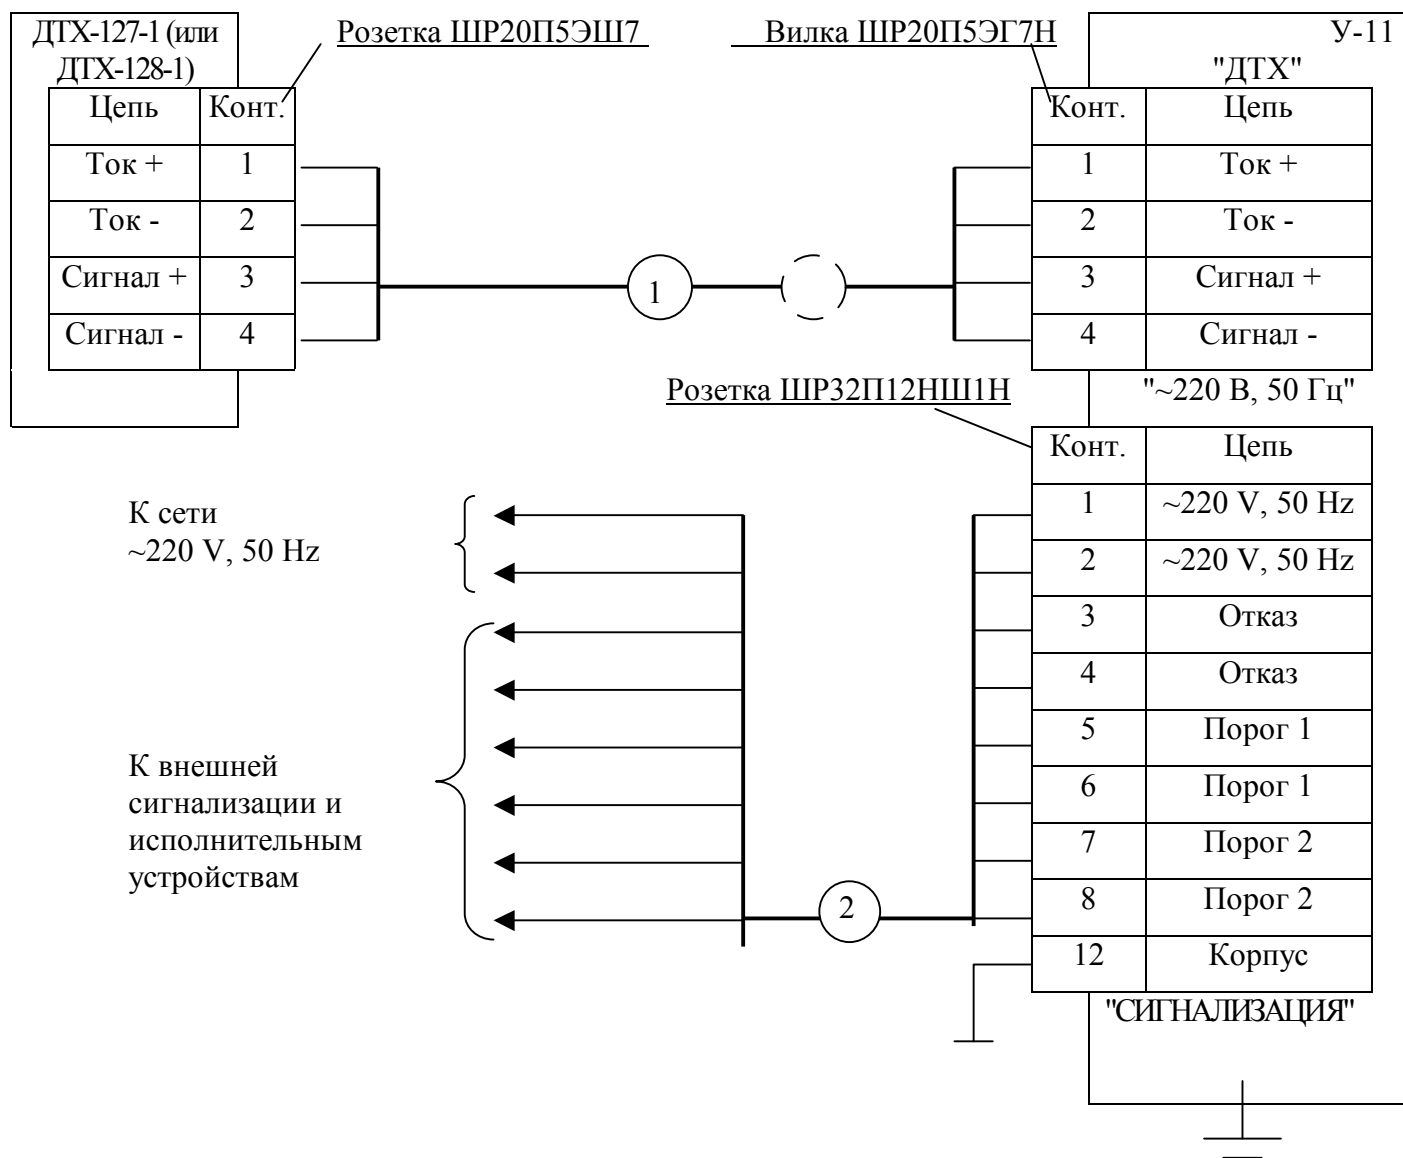 ДТХ-127-1 (или
ДТХ-128-1)
Розетка ШР20П5ЭШ7
Вилка ШР20П5ЭГ7Н
У-11
"ДТХ"
Цепь Конт.
Ток + 1
Ток - 2
Сигнал + 3
Сигнал - 4
1
Конт. Цепь
1 Ток +
2 Ток -
3 Сигнал +
4 Сигнал -
Розетка ШР32П12НШ1Н
"~220 В, 50 Гц"
Конт. Цепь
1 ~220 V, 50 Hz
2 ~220 V, 50 Hz
3 Отказ
4 Отказ
5 Порог 1
6 Порог 1
7 Порог 2
8 Порог 2
12 Корпус
"СИГНАЛИЗАЦИЯ"
К сети
~220 V, 50 Hz
К внешней
сигнализации и
исполнительным
устройствам
2